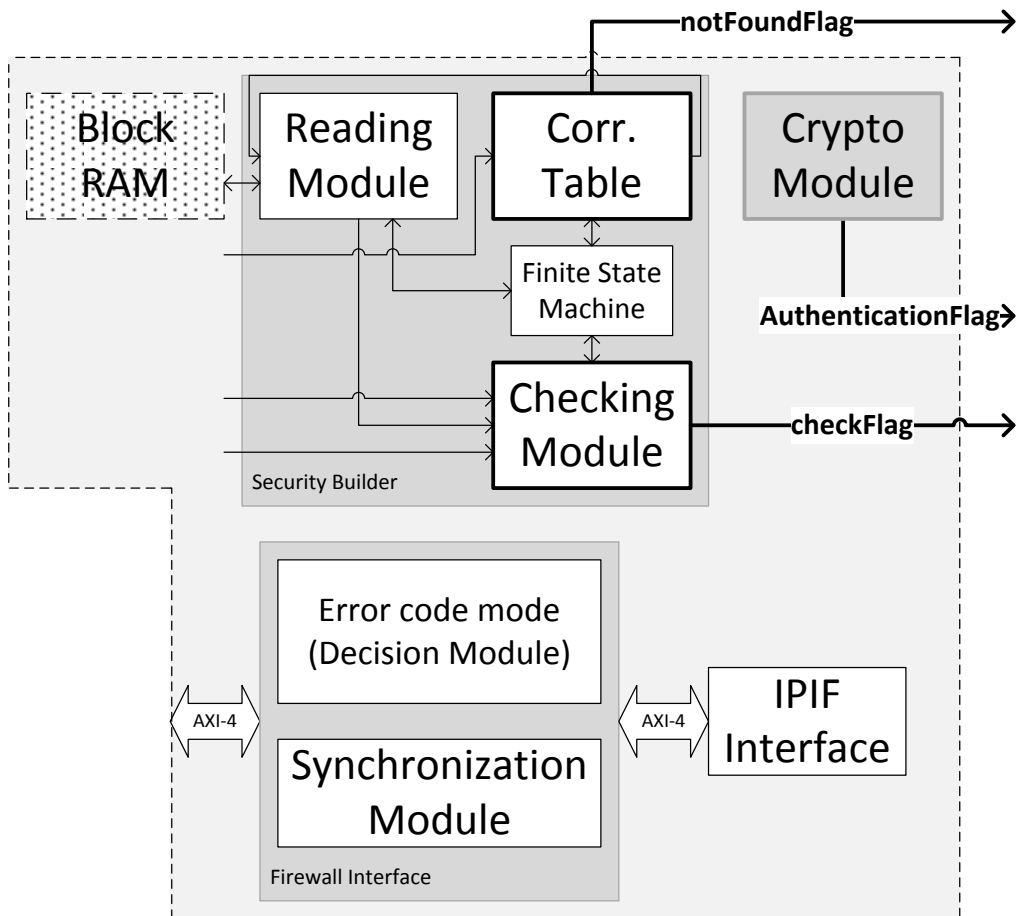 notFoundFlag
Block
RAM
Reading
Module
Corr.
Table
Crypto
Module
Finite State
Machine
AuthenticationFlag
Checking
Module
checkFlag
Security Builder
Error code mode
(Decision Module)
AXI-4
AXI-4
IPIF
Interface
Synchronization
Module
Firewall Interface